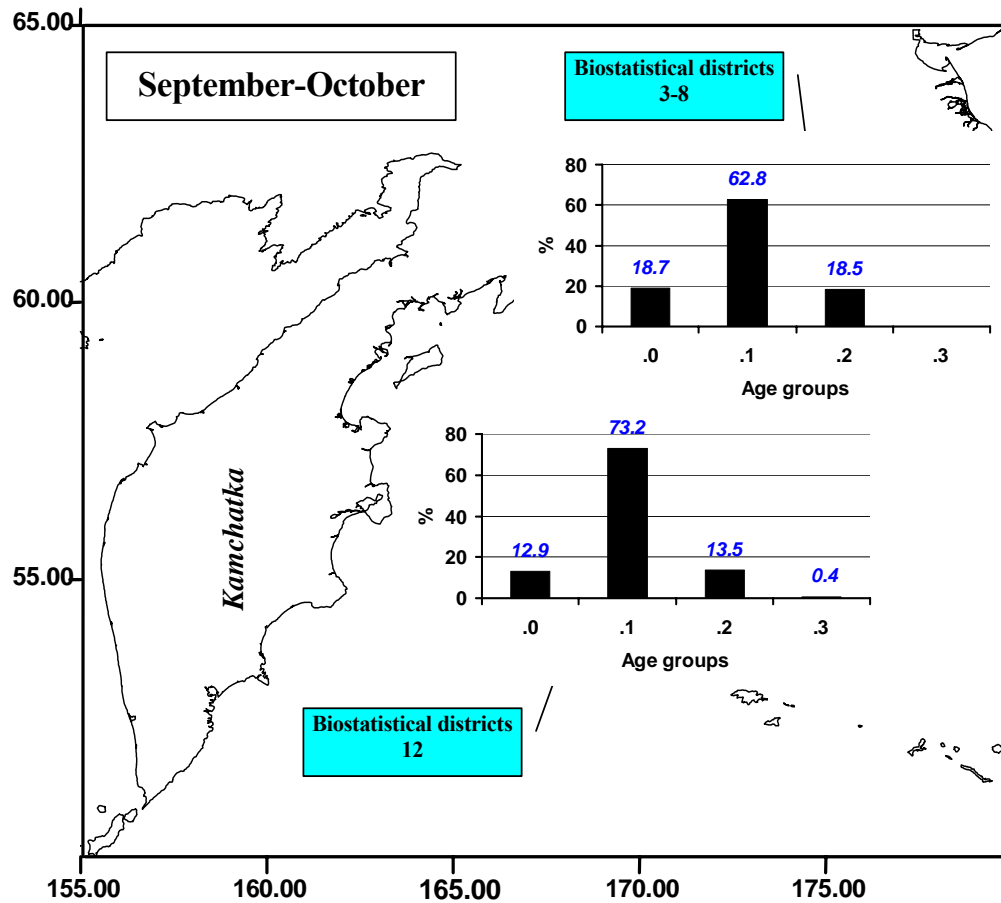 65.00
September-October
Biostatistical districts
3-8
80
62.8
60
%
40
18.7
18.5
20
0
.0 .1 .2 .3
Age groups
60.00
73.2
80
60
%
40
12.9
13.5
20
0.4
0
.0 .1 .2 .3
Age groups
Kamchatka
55.00
Biostatistical districts
12
155.00 160.00 165.00 170.00 175.00